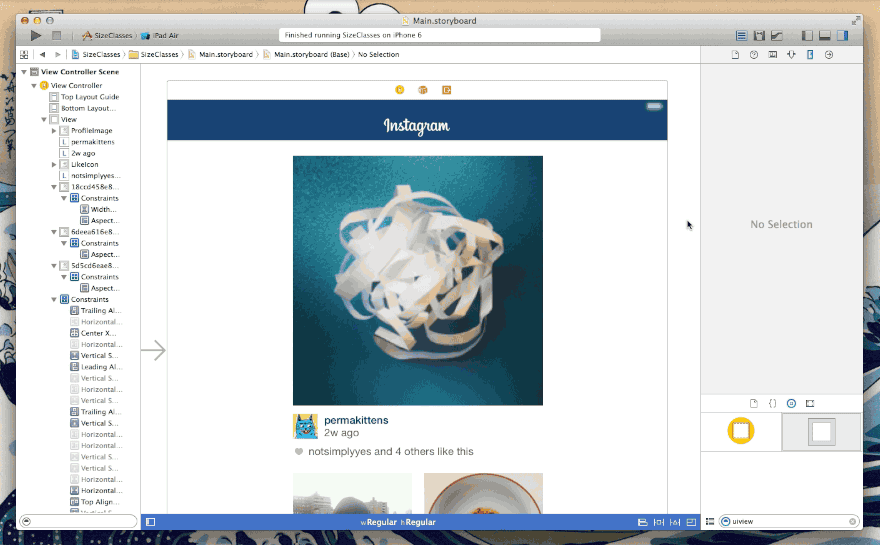 Main.storyboard
SizeClasses
iPad Air
Finished running SizeClasses on iPhone 6
SizeClasses
SizeClasses
Main.storyboard
Main.storyboard (Base)
No Selection
View Controller Scene
View Controller
Top Layout Guide
Bottom Layout...
View
ProfileImage
L permakittens
L 2w ago
LikeIcon
L notsimplyyes...
18ccd458e8...
Constraints
Width...
Aspect...
6deea616e8...
Constraints
Aspect...
5d5cd6eae8...
Constraints
Aspect...
Constraints
Trailing Al...
Horizontal...
Center X...
Horizontal...
Vertical S...
Leading Al...
Vertical S...
Horizontal...
Vertical S...
Trailing Al...
Vertical S...
Horizontal...
Horizontal...
Vertical S...
Vertical S...
Horizontal...
Horizontal...
Top Align...
Instagram
permakittens
2w ago
notsimplyyes and 4 others like this
wRegular hRegular
No Selection
{}
uiview